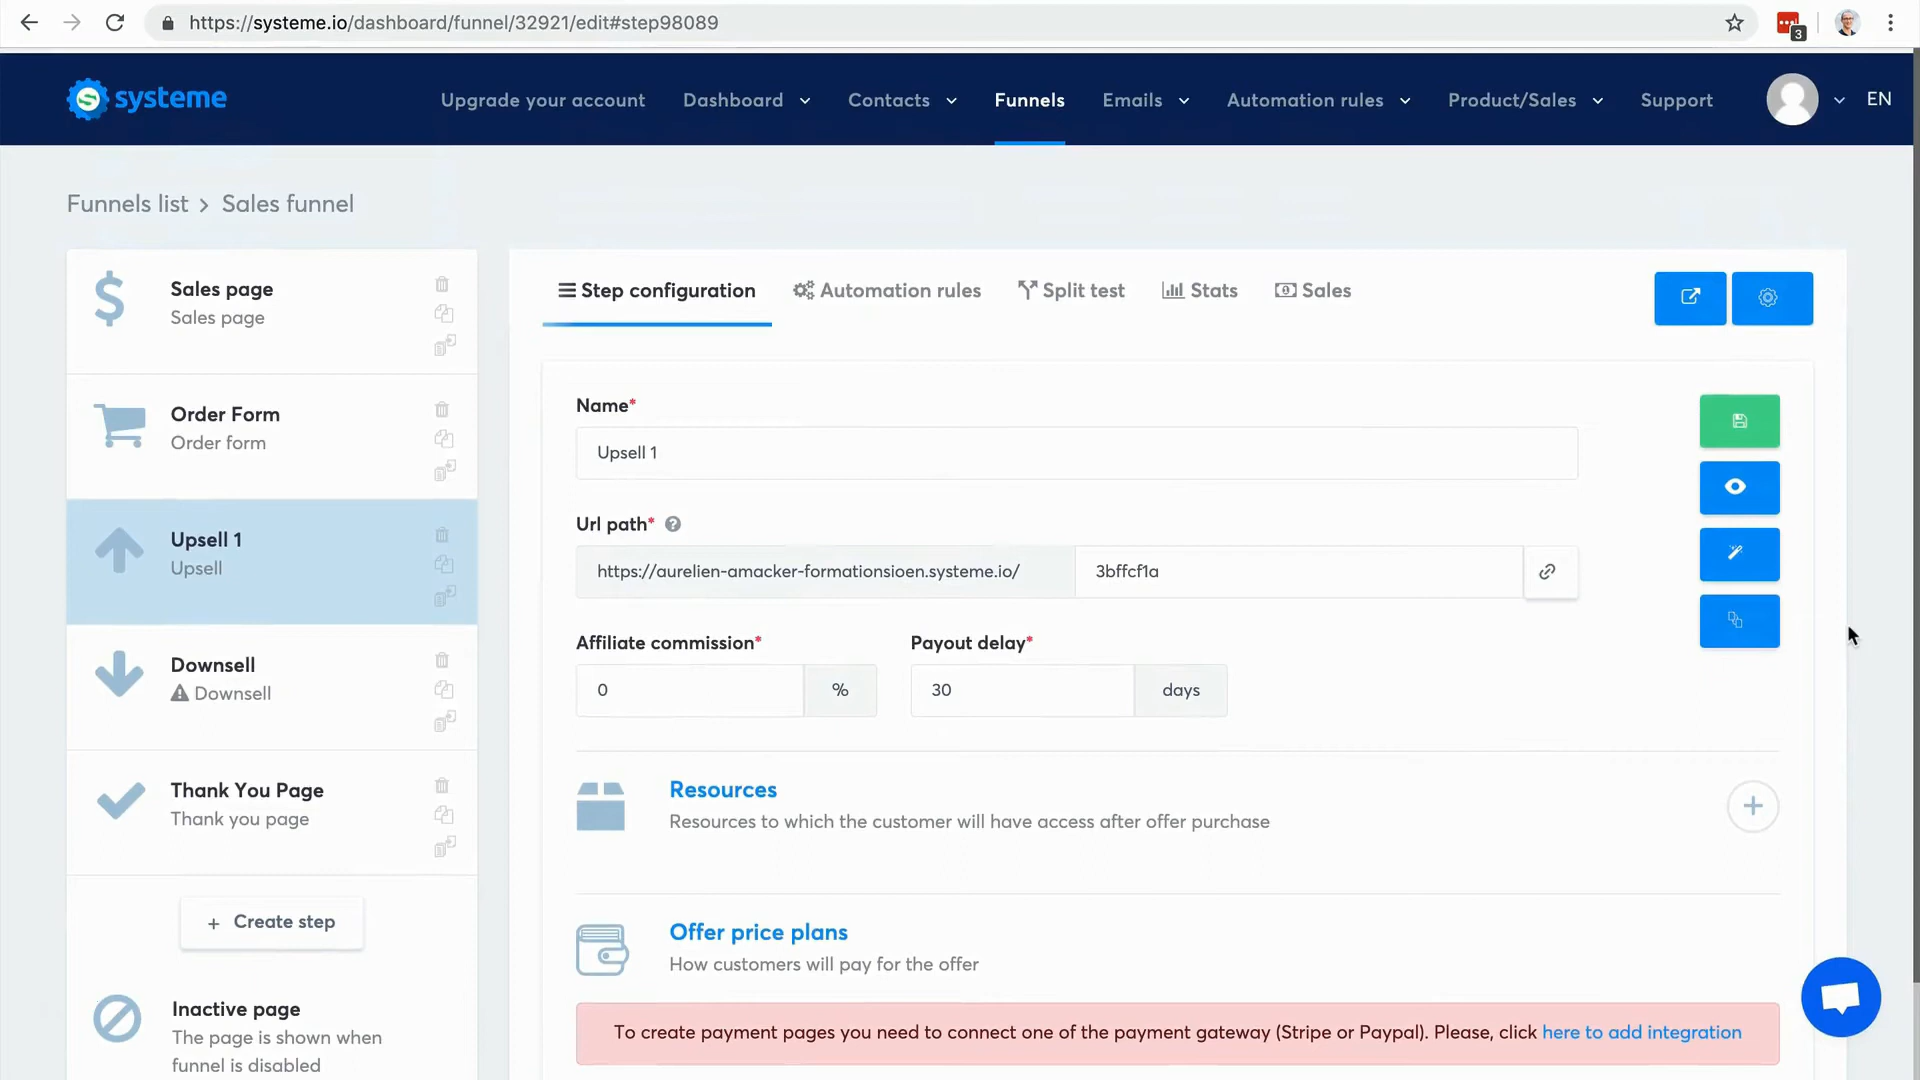 https://systeme.io/dashboard/funnel/32921/edit#step98089
3
systeme
Upgrade your account
Dashboard
Contacts
Funnels
Emails
Automation rules
Product/Sales
Support
EN
Funnels list > Sales funnel
Sales page
Sales page
Order Form
Order form
Upsell 1
Upsell
Downsell
Downsell
Thank You Page
Thank you page
+ Create step
Inactive page
The page is shown when
funnel is disabled
Step configuration
Automation rules
Split test
Stats
Sales
Name*
Upsell 1
Url path*
https://aurelien-amacker-formationsioen.systeme.io/
3bffcf1a
Affiliate commission*
Payout delay*
0
%
30
days
Resources
Resources to which the customer will have access after offer purchase
Offer price plans
How customers will pay for the offer
To create payment pages you need to connect one of the payment gateway (Stripe or Paypal). Please, click here to add integration